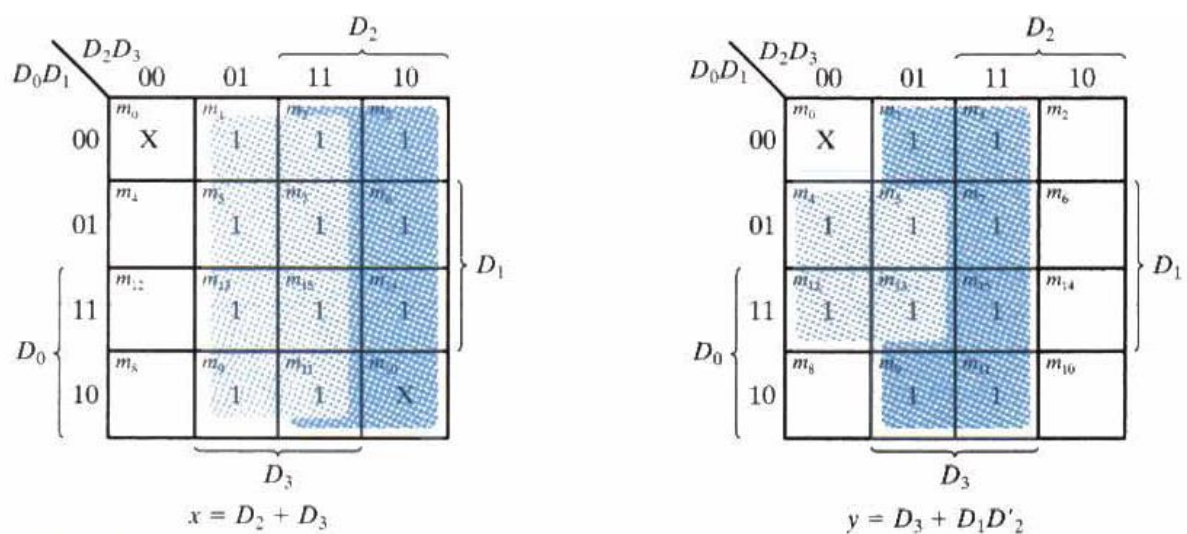 D₂
D₂D₃
D₀D₁
00 01 11 10
m₀ m₁ m₃ m₂
00 X 1 1 1
m₄ m₅ m₇ m₆
01 1 1 1
m₁₂ m₁₃ m₁₅ m₁₄
11 1 1 1
D₁
D₀
m₈ m₉ m₁₁ m₁₀
10 1 1 X
D₃
x = D₂ + D₃
D₂
D₂D₃
D₀D₁
00 01 11 10
m₀ m₁ m₃ m₂
00 X 1 1
m₄ m₅ m₇ m₆
01 1 1 1
m₁₂ m₁₃ m₁₅ m₁₄
11 1 1 1
D₁
D₀
m₈ m₉ m₁₁ m₁₀
10 1 1
D₃
y = D₃ + D₁D′₂